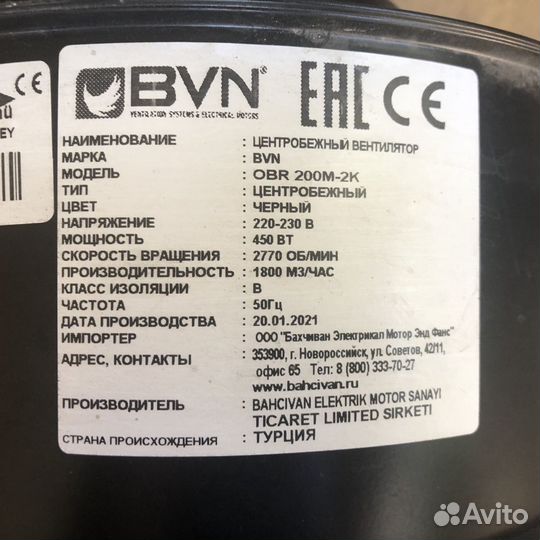 BVN
VENTILATION SYSTEMS & ELECTRICAL MOTORS
EAC CE
CE
EY
НАИМЕНОВАНИЕ : ЦЕНТРОБЕЖНЫЙ ВЕНТИЛЯТОР
МАРКА : BVN
МОДЕЛЬ : OBR 200M-2K
ТИП : ЦЕНТРОБЕЖНЫЙ
ЦВЕТ : ЧЕРНЫЙ
НАПРЯЖЕНИЕ : 220-230 В
МОЩНОСТЬ : 450 ВТ
СКОРОСТЬ ВРАЩЕНИЯ : 2770 ОБ/МИН
ПРОИЗВОДИТЕЛЬНОСТЬ : 1800 М3/ЧАС
КЛАСС ИЗОЛЯЦИИ : B
ЧАСТОТА : 50Гц
ДАТА ПРОИЗВОДСТВА : 20.01.2021
ИМПОРТЕР : ООО "Бахчиван Электрикал Мотор Энд Фанс"
АДРЕС, КОНТАКТЫ : 353900, г. Новороссийск, ул. Советов, 42/11,
офис 65 Тел: 8 (800) 333-70-27
www.bahcivan.ru
ПРОИЗВОДИТЕЛЬ : BAHCIVAN ELEKTRIK MOTOR SANAYI
TICARET LIMITED SIRKETI
СТРАНА ПРОИСХОЖДЕНИЯ : ТУРЦИЯ
Avito